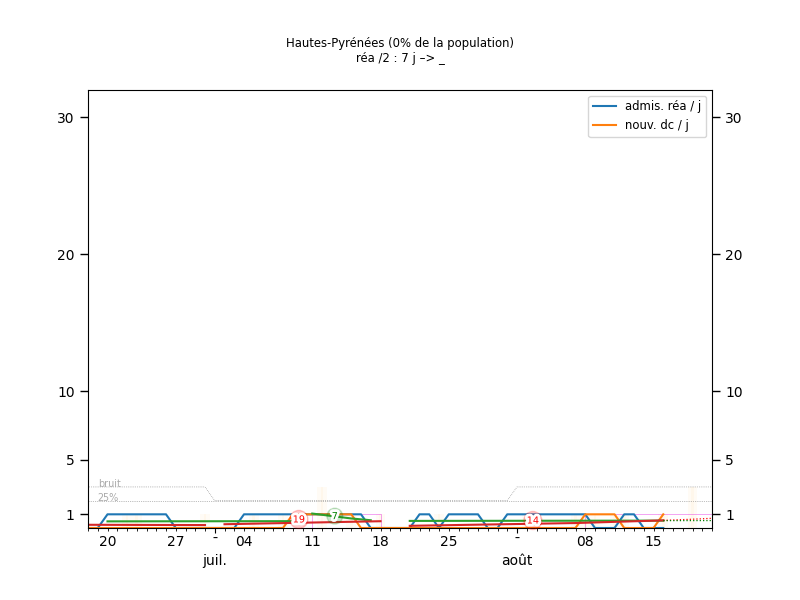 Hautes-Pyrénées (0% de la population)
réa /2 : 7 j –> _
admis. réa / j
nouv. dc / j
30 30
20 20
10 10
5 5
1 1
bruit
25%
19 7 14
20 27 - 04 11 18 25 - 08 15
juil. août